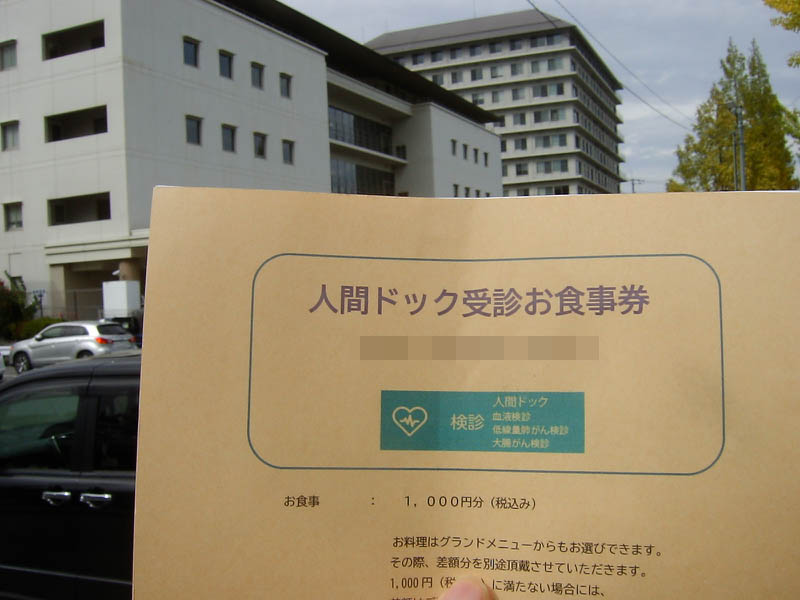 人間ドック受診お食事券
検診
人間ドック
血液検診
低線量肺がん検診
大腸がん検診
お食事 : 1,000円分（税込み）
お料理はグランドメニューからもお選びできます。
その際、差額分を別途頂戴させていただきます。
1,000円（税 ）に満たない場合には、